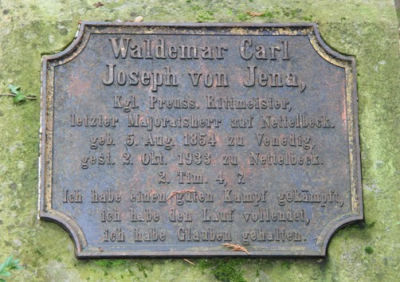 Waldemar Carl
Joseph von Jena,
Kgl. Preuss. Rittmeister,
letzter Majoratsherr auf Nettelbeck.
geb. 5. Aug. 1854 zu Venedig,
gest. 2. Okt. 1933 zu Nettelbeck.
2. Tim. 4, 7.
Ich habe einen guten Kampf gekämpft,
ich habe den Lauf vollendet,
ich habe Glauben gehalten.